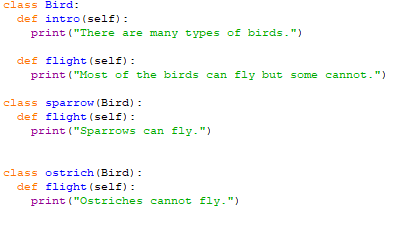 class Bird:
  def intro(self):
    print("There are many types of birds.")

  def flight(self):
    print("Most of the birds can fly but some cannot.")

class sparrow(Bird):
  def flight(self):
    print("Sparrows can fly.")


class ostrich(Bird):
  def flight(self):
    print("Ostriches cannot fly.")